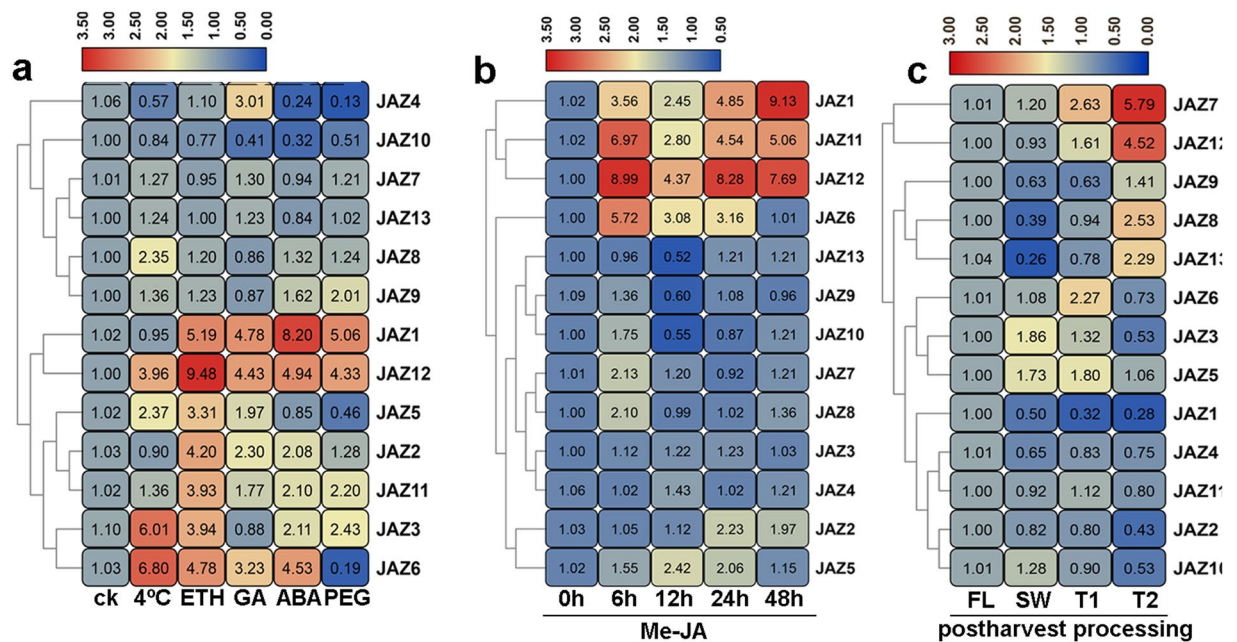 a
3.50 2.50 1.50 1.00 0.00
1.06 0.57 1.10 3.01 0.24 0.13 JAZ4
1.00 0.84 0.77 0.41 0.32 0.51 JAZ10
1.01 1.27 0.95 1.30 0.94 1.21 JAZ7
1.00 1.24 1.00 1.23 0.84 1.02 JAZ13
1.00 2.35 1.20 0.86 1.32 1.24 JAZ8
1.00 1.36 1.23 0.87 1.62 2.01 JAZ9
1.02 0.95 5.19 4.78 8.20 5.06 JAZ1
1.00 3.96 9.48 4.43 4.94 4.33 JAZ12
1.02 2.37 3.31 1.97 0.85 0.46 JAZ5
1.03 0.90 4.20 2.30 2.08 1.28 JAZ2
1.02 1.36 3.93 1.77 2.10 2.20 JAZ11
1.10 6.01 3.94 0.88 2.11 2.43 JAZ3
1.03 6.80 4.78 3.23 4.53 0.19 JAZ6
ck 4ºC ETH GA ABA PEG
b
3.50 2.50 1.50 1.00 0.50
1.02 3.56 2.45 4.85 9.13 JAZ1
1.02 6.97 2.80 4.54 5.06 JAZ11
1.00 8.99 4.37 8.28 7.69 JAZ12
1.00 5.72 3.08 3.16 1.01 JAZ6
1.00 0.96 0.52 1.21 1.21 JAZ13
1.09 1.36 0.60 1.08 0.96 JAZ9
1.00 1.75 0.55 0.87 1.21 JAZ10
1.01 2.13 1.20 0.92 1.21 JAZ7
1.00 2.10 0.99 1.02 1.36 JAZ8
1.00 1.12 1.22 1.23 1.03 JAZ3
1.06 1.02 1.43 1.02 1.21 JAZ4
1.03 1.05 1.12 2.23 1.97 JAZ2
1.02 1.55 2.42 2.06 1.15 JAZ5
0h 6h 12h 24h 48h
Me-JA
c
3.00 2.00 1.50 1.00 0.00
1.01 1.20 2.63 5.79 JAZ7
1.00 0.93 1.61 4.52 JAZ12
1.00 0.63 0.63 1.41 JAZ9
1.00 0.39 0.94 2.53 JAZ8
1.04 0.26 0.78 2.29 JAZ13
1.01 1.08 2.27 0.73 JAZ6
1.00 1.86 1.32 0.53 JAZ3
1.00 1.73 1.80 1.06 JAZ5
1.00 0.50 0.32 0.28 JAZ1
1.00 0.65 0.83 0.75 JAZ4
1.00 0.92 1.12 0.80 JAZ11
1.00 0.82 0.80 0.43 JAZ2
1.01 1.28 0.90 0.53 JAZ10
FL SW T1 T2
postharvest processing